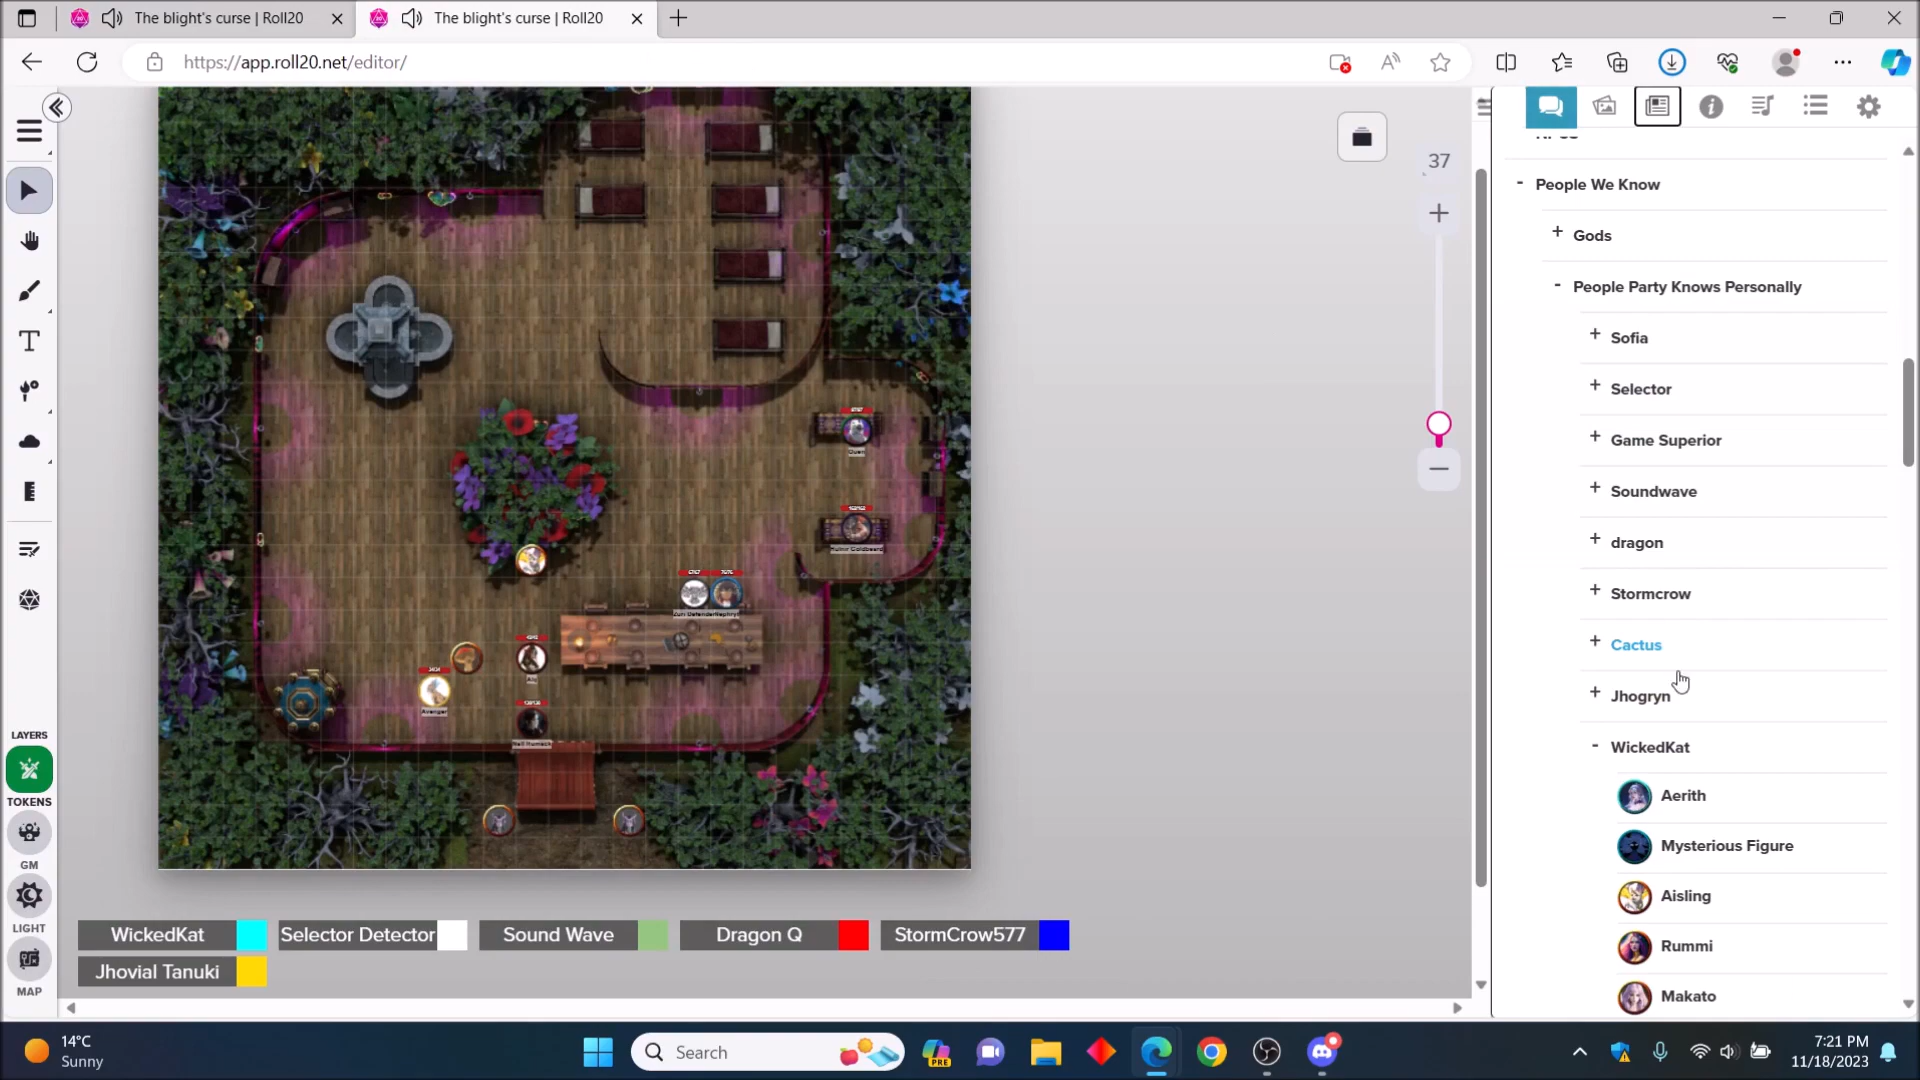 The blight's curse | Roll20
The blight's curse | Roll20
https://app.roll20.net/editor/
37
People We Know
Gods
People Party Knows Personally
Sofia
Selector
Game Superior
Soundwave
dragon
Stormcrow
Cactus
Jhogryn
WickedKat
Aerith
Mysterious Figure
Aisling
Rummi
Makato
LAYERS
TOKENS
GM
LIGHT
MAP
WickedKat
Selector Detector
Sound Wave
Dragon Q
StormCrow577
Jhovial Tanuki
14°C
Sunny
Search
PRE
7:21 PM
11/18/2023